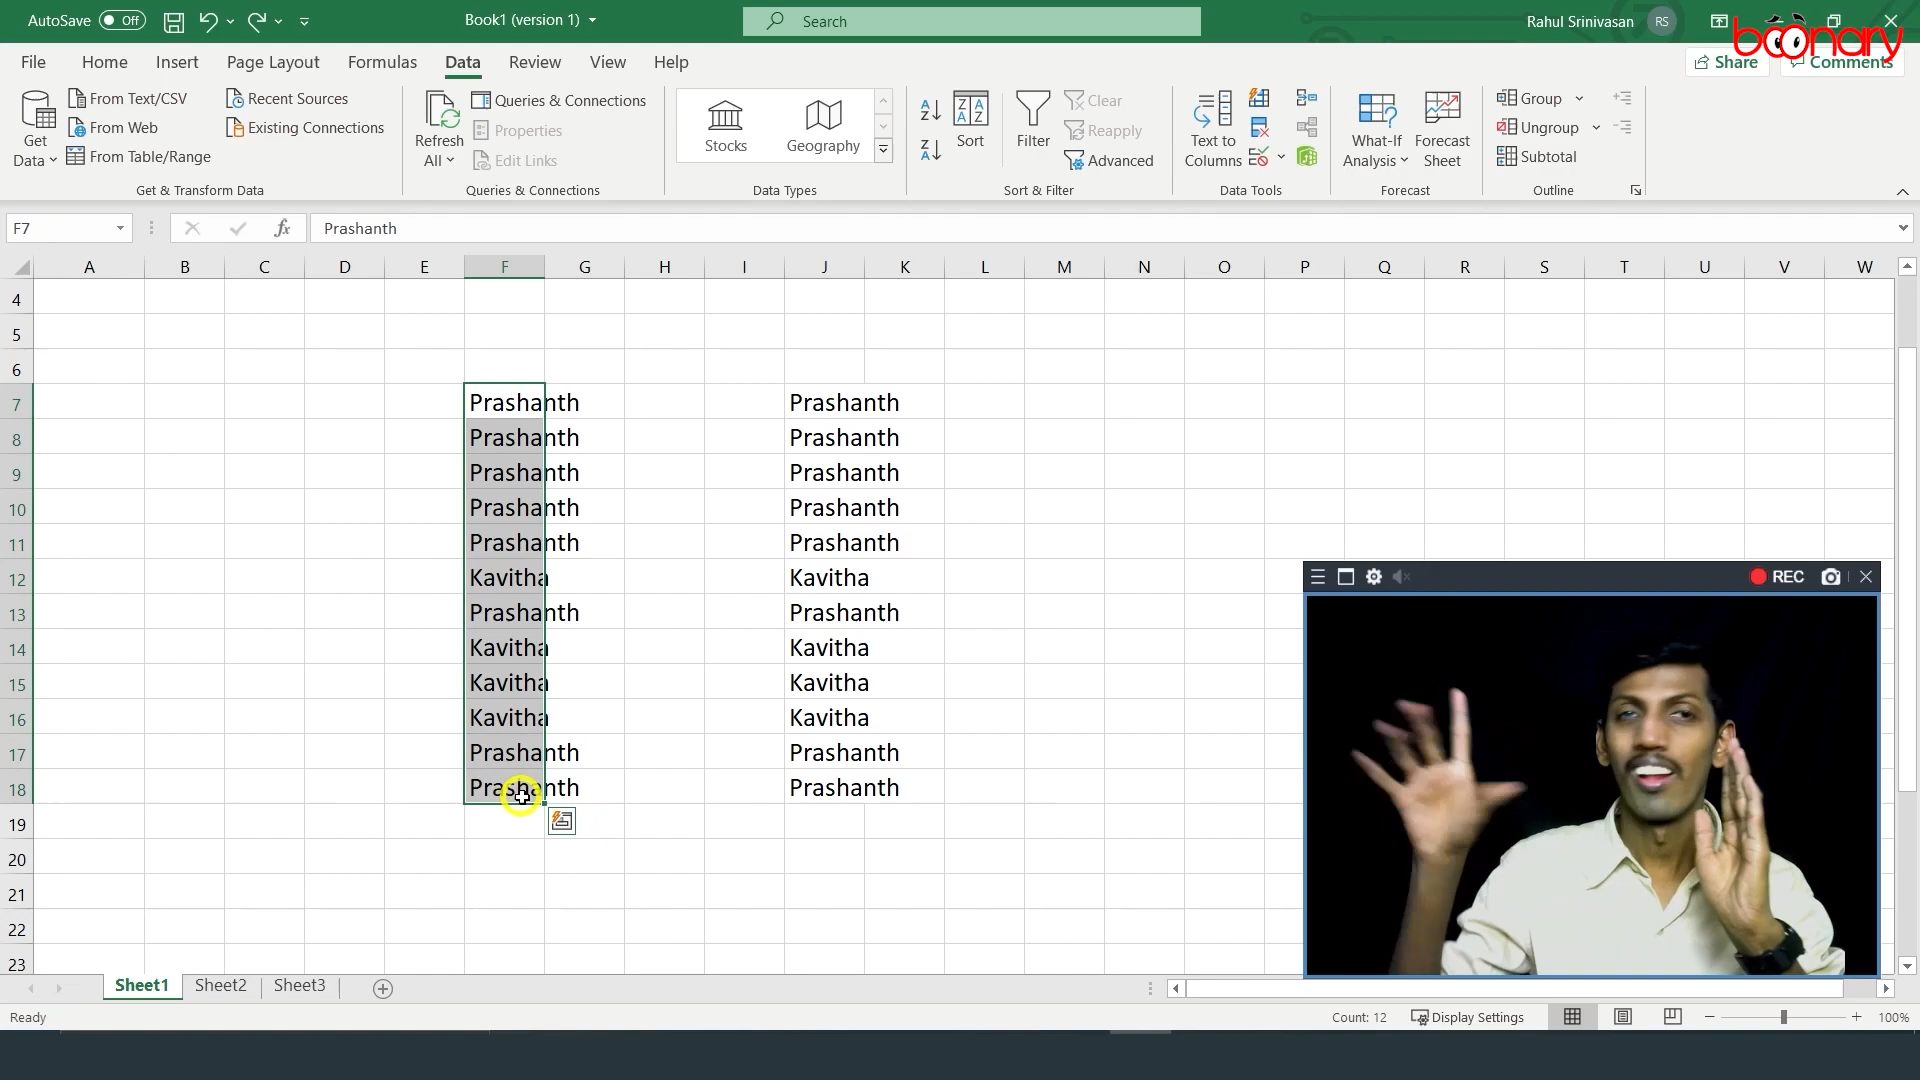 AutoSave Off Book1 (version 1) Search Rahul Srinivasan RS
boonary
File Home Insert Page Layout Formulas Data Review View Help Share Comments
Get Data
From Text/CSV
From Web
From Table/Range
Recent Sources
Existing Connections
Get & Transform Data
Refresh All
Queries & Connections
Properties
Edit Links
Queries & Connections
Stocks Geography
Data Types
Sort
Filter
Clear
Reapply
Advanced
Sort & Filter
Text to Columns
Data Tools
What-If Analysis
Forecast Sheet
Forecast
Group
Ungroup
Subtotal
Outline
F7 fx Prashanth
A B C D E F G H I J K L M N O P Q R S T U V W
4
5
6
7 Prashanth Prashanth
8 Prashanth Prashanth
9 Prashanth Prashanth
10 Prashanth Prashanth
11 Prashanth Prashanth
12 Kavitha Kavitha
13 Prashanth Prashanth
14 Kavitha Kavitha
15 Kavitha Kavitha
16 Kavitha Kavitha
17 Prashanth Prashanth
18 Prashanth Prashanth
19
20
21
22
23
REC
Sheet1 Sheet2 Sheet3
Ready Count: 12 Display Settings 100%